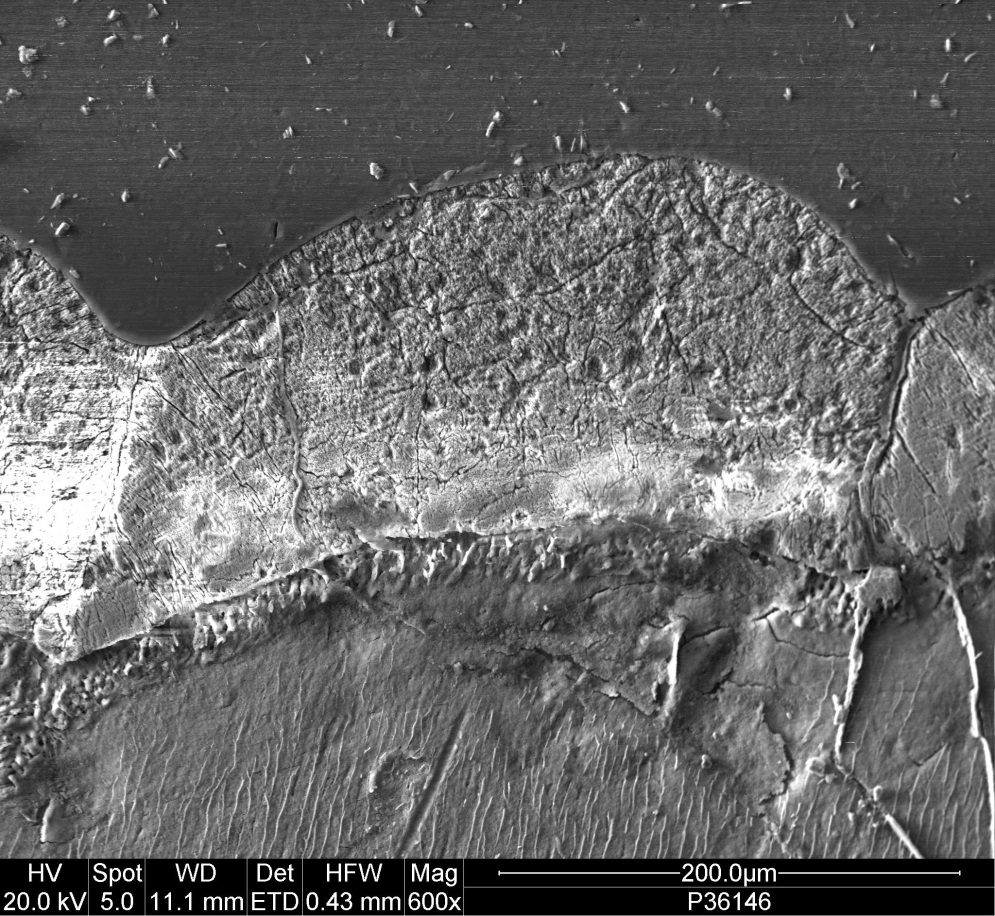 HV Spot WD Det HFW Mag 200.0µm
20.0 kV 5.0 11.1 mm ETD 0.43 mm 600x P36146